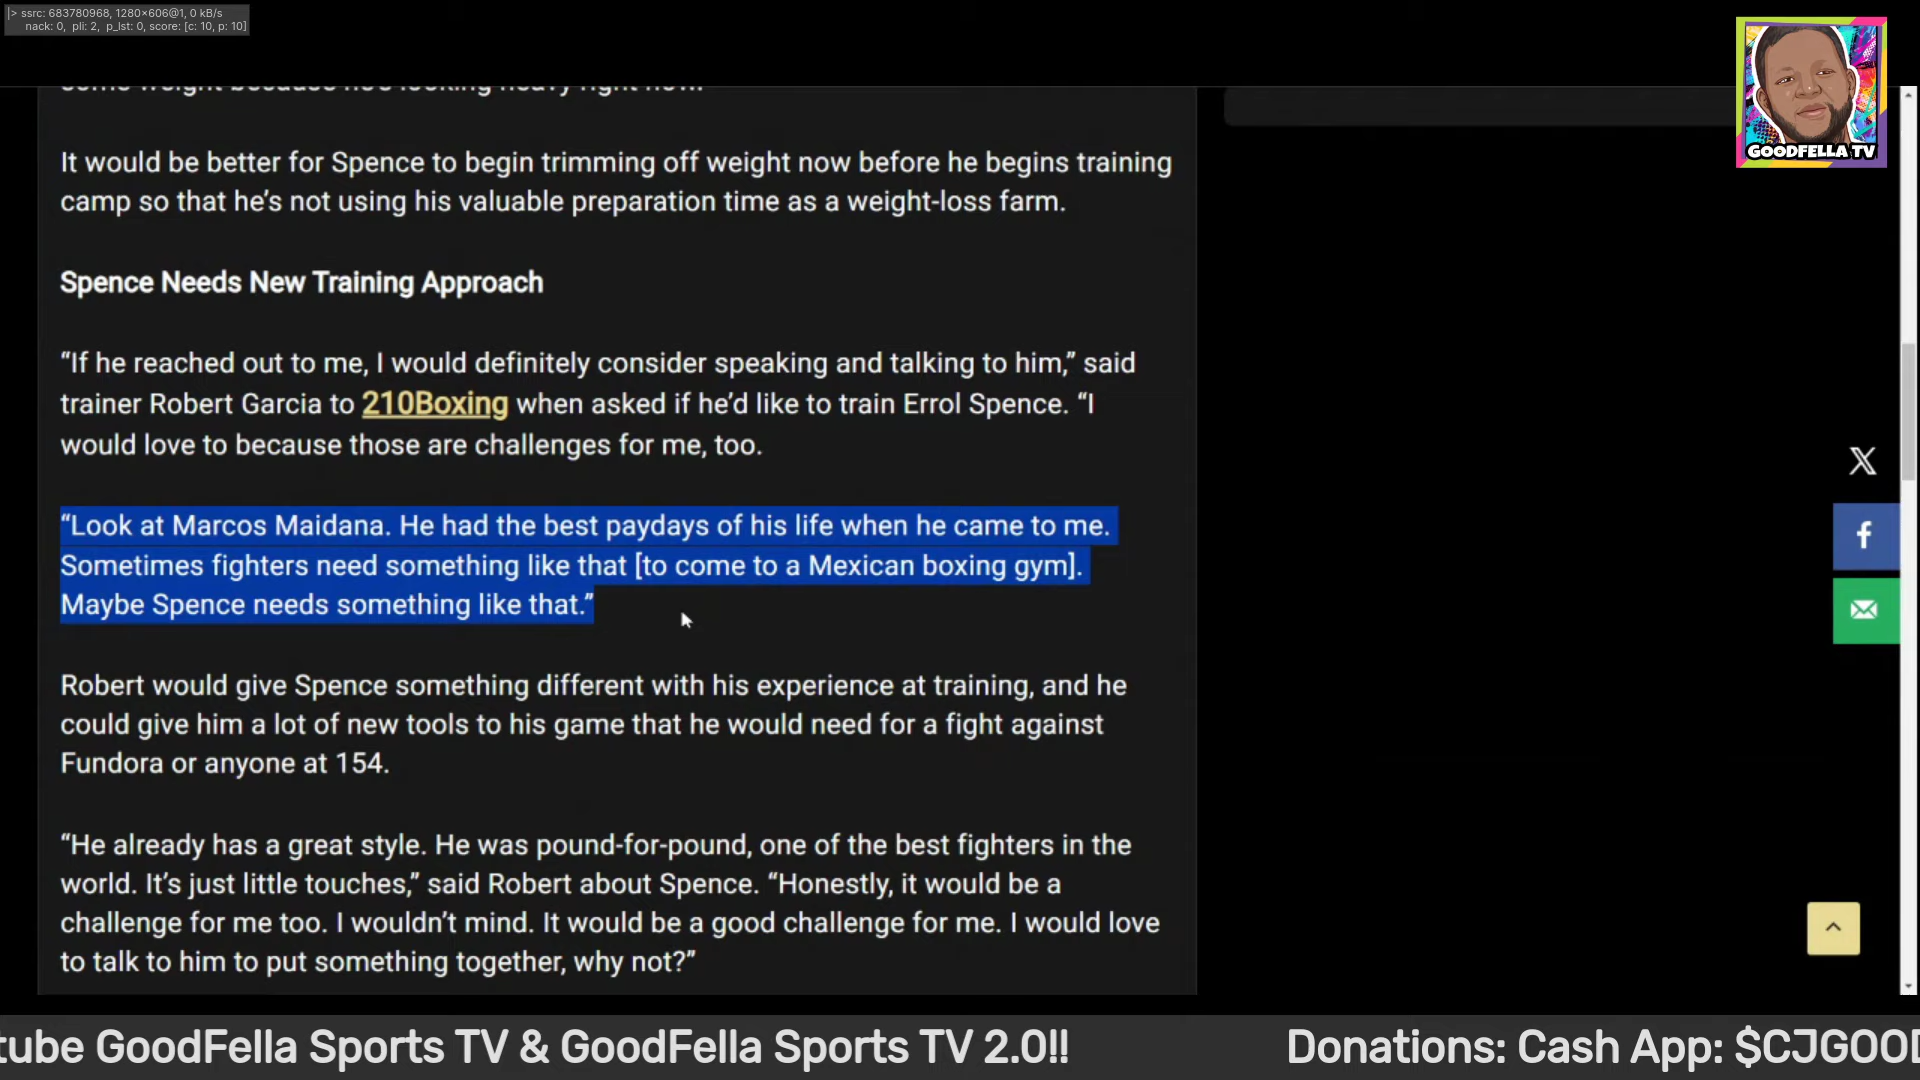 |> ssrc: 683780968, 1280×606@1, 0 kB/s
nack: 0, pli: 2, p_lst: 0, score: [c: 10, p: 10]
GOODFELLA TV
some weight because he's looking heavy right now.
It would be better for Spence to begin trimming off weight now before he begins training
camp so that he's not using his valuable preparation time as a weight-loss farm.
Spence Needs New Training Approach
“If he reached out to me, I would definitely consider speaking and talking to him,” said
trainer Robert Garcia to 210Boxing when asked if he’d like to train Errol Spence. “I
would love to because those are challenges for me, too.
“Look at Marcos Maidana. He had the best paydays of his life when he came to me.
Sometimes fighters need something like that [to come to a Mexican boxing gym].
Maybe Spence needs something like that.”
Robert would give Spence something different with his experience at training, and he
could give him a lot of new tools to his game that he would need for a fight against
Fundora or anyone at 154.
“He already has a great style. He was pound-for-pound, one of the best fighters in the
world. It’s just little touches,” said Robert about Spence. “Honestly, it would be a
challenge for me too. I wouldn’t mind. It would be a good challenge for me. I would love
to talk to him to put something together, why not?”
tube GoodFella Sports TV & GoodFella Sports TV 2.0!! Donations: Cash App: $CJGOOD